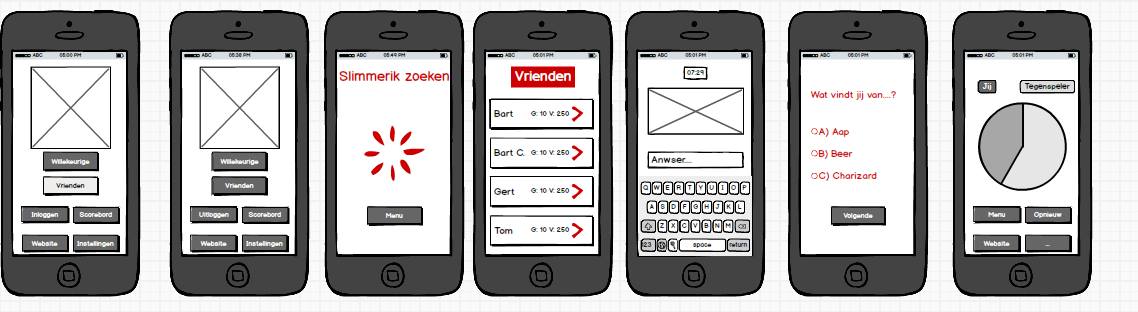 ABC 05:00 PM
Willekeurige
Vrienden
Inloggen Scorebord
Website Instellingen
ABC 05:38 PM
Willekeurige
Vrienden
Uitloggen Scorebord
Website Instellingen
ABC 05:49 PM
Slimmerik zoeken
Menu
ABC 05:01 PM
Vrienden
Bart G: 10 V: 250
Bart C. G: 10 V: 250
Gert G: 10 V: 250
Tom G: 10 V: 250
ABC 05:01 PM
07:29
Anwser...
Q W E R T Y U I O P
A S D F G H J K L
Z X C V B N M
123 space return
ABC 05:01 PM
Wat vindt jij van...?
A) Aap
B) Beer
C) Charizard
Volgende
ABC 05:01 PM
Jij Tegenspeler
Menu Opnieuw
Website ...